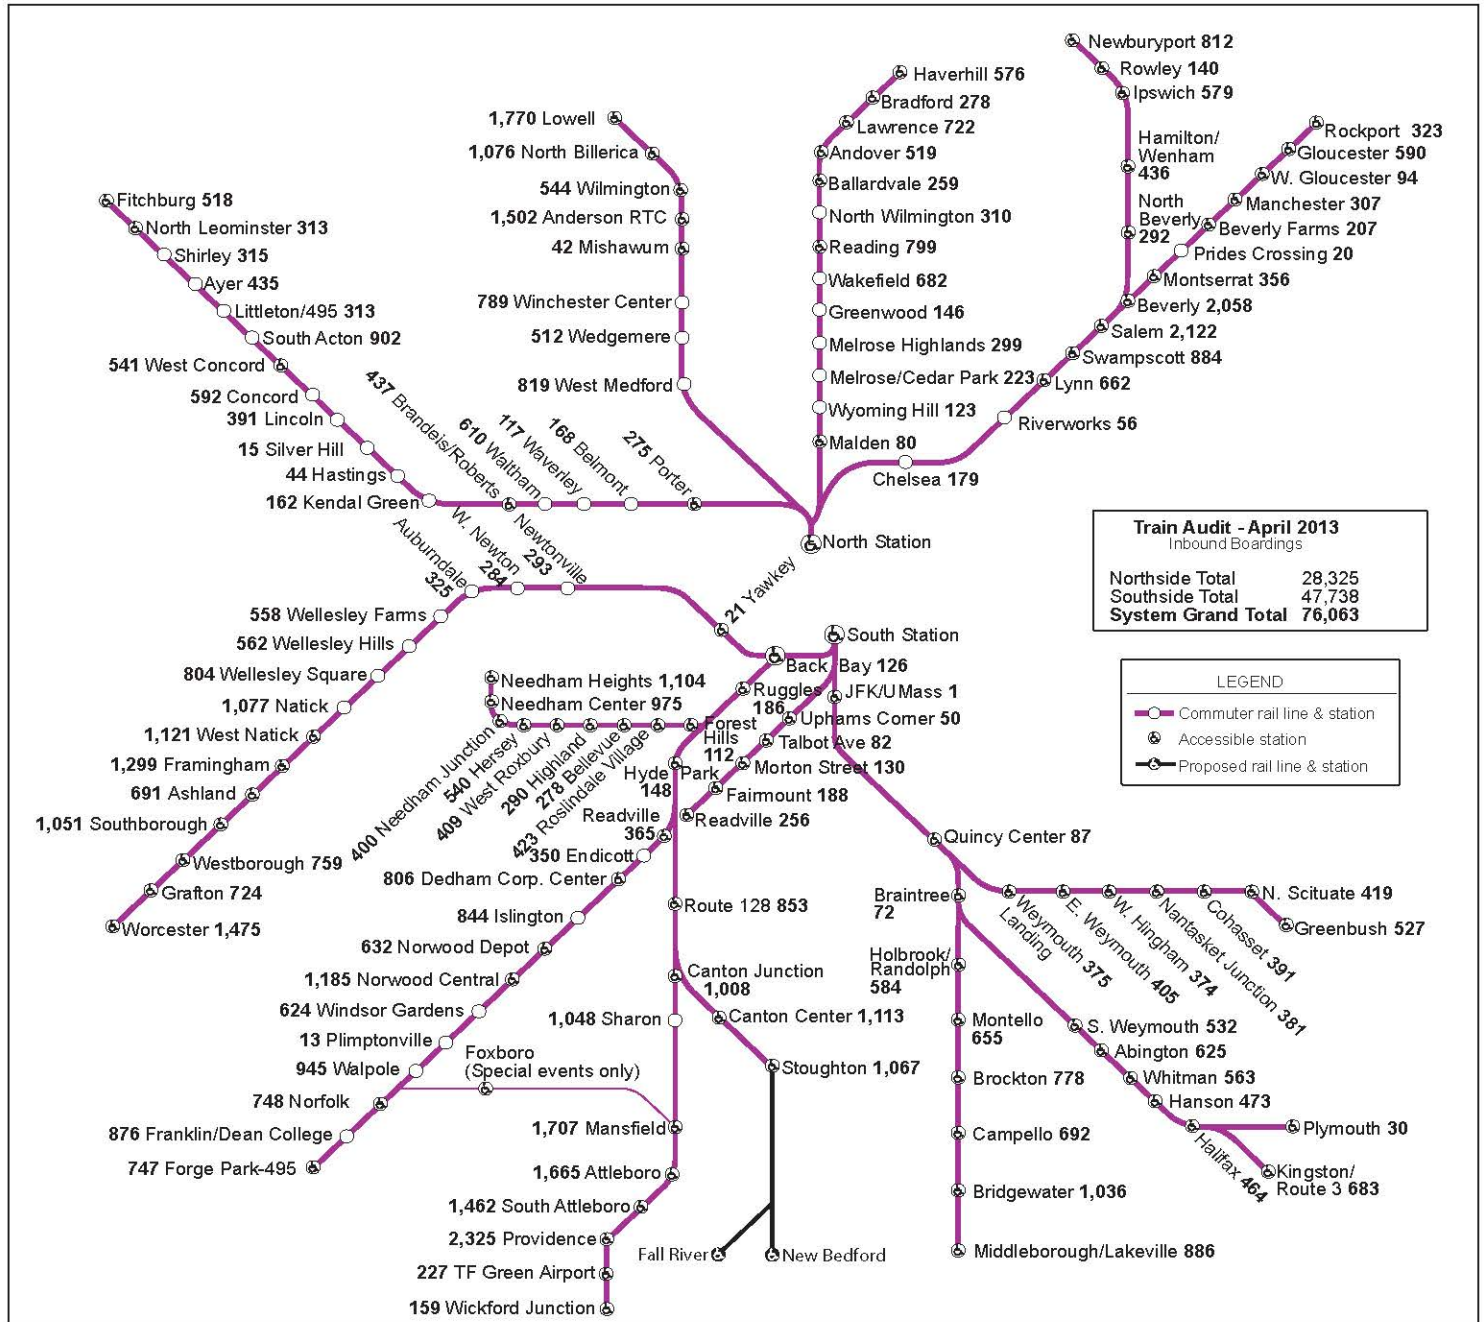 Newburyport 812
Rowley 140
Ipswich 579
Hamilton/
Wenham
436
North
Beverly
292
Haverhill 576
Bradford 278
Lawrence 722
Andover 519
Ballardvale 259
North Wilmington 310
Reading 799
Wakefield 682
Greenwood 146
Melrose Highlands 299
Melrose/Cedar Park 223
Wyoming Hill 123
Malden 80
1,770 Lowell
1,076 North Billerica
544 Wilmington
1,502 Anderson RTC
42 Mishawum
789 Winchester Center
512 Wedgemere
819 West Medford
Rockport 323
Gloucester 590
W. Gloucester 94
Manchester 307
Beverly Farms 207
Prides Crossing 20
Montserrat 356
Beverly 2,058
Salem 2,122
Swampscott 884
Lynn 662
Riverworks 56
Chelsea 179
Fitchburg 518
North Leominster 313
Shirley 315
Ayer 435
Littleton/495 313
South Acton 902
541 West Concord
592 Concord
391 Lincoln
15 Silver Hill
44 Hastings
162 Kendal Green
437 Brandeis/Roberts
610 Waltham
117 Waverley
168 Belmont
275 Porter
North Station
Train Audit - April 2013
Inbound Boardings
Northside Total 28,325
Southside Total 47,738
System Grand Total 76,063
LEGEND
Commuter rail line & station
Accessible station
Proposed rail line & station
Auburndale
325
W. Newton
284
Newtonville
293
21 Yawkey
558 Wellesley Farms
562 Wellesley Hills
804 Wellesley Square
1,077 Natick
1,121 West Natick
1,299 Framingham
691 Ashland
1,051 Southborough
Westborough 759
Grafton 724
Worcester 1,475
South Station
Back Bay 126
JFK/UMass 1
Ruggles
186
Uphams Corner 50
Talbot Ave 82
Morton Street 130
Fairmount 188
Readville 256
Needham Heights 1,104
Needham Center 975
400 Needham Junction
540 Hersey
409 West Roxbury
290 Highland
278 Bellevue
423 Roslindale Village
Forest
Hills
112
Hyde Park
148
Readville
365
350 Endicott
806 Dedham Corp. Center
844 Islington
632 Norwood Depot
1,185 Norwood Central
624 Windsor Gardens
13 Plimptonville
945 Walpole
748 Norfolk
876 Franklin/Dean College
747 Forge Park-495
Foxboro
(Special events only)
Route 128 853
Canton Junction
1,008
Canton Center 1,113
Stoughton 1,067
1,048 Sharon
1,707 Mansfield
1,665 Attleboro
1,462 South Attleboro
2,325 Providence
227 TF Green Airport
159 Wickford Junction
Fall River
New Bedford
Quincy Center 87
Braintree
72
Holbrook/
Randolph
584
Montello
655
Brockton 778
Campello 692
Bridgewater 1,036
Middleborough/Lakeville 886
Weymouth 375
Landing
E. Weymouth 405
W. Hingham 374
Nantasket Junction 381
Cohasset 391
N. Scituate 419
Greenbush 527
S. Weymouth 532
Abington 625
Whitman 563
Hanson 473
Halifax 464
Plymouth 30
Kingston/
Route 3 683